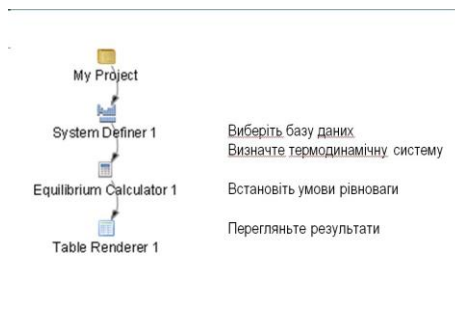 My Project
System Definer 1
Виберіть базу даних
Визначте термодинамічну систему
Equilibrium Calculator 1
Встановіть умови рівноваги
Перегляньте результати
Table Renderer 1